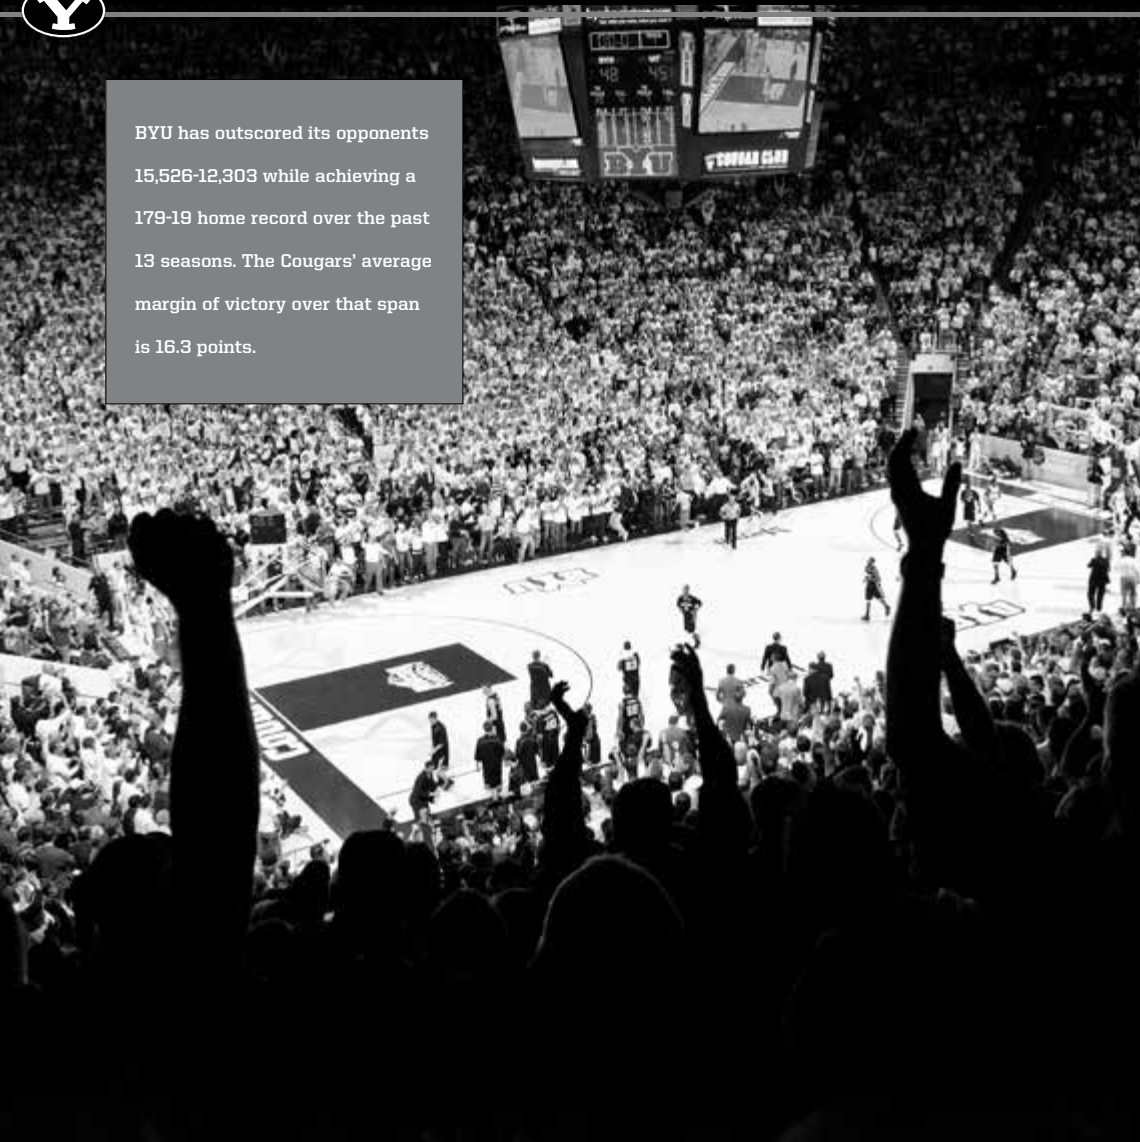 Y
48 45
BYU
COUGAR CLUB
BYU has outscored its opponents
15,526-12,303 while achieving a
179-19 home record over the past
13 seasons. The Cougars’ average
margin of victory over that span
is 16.3 points.